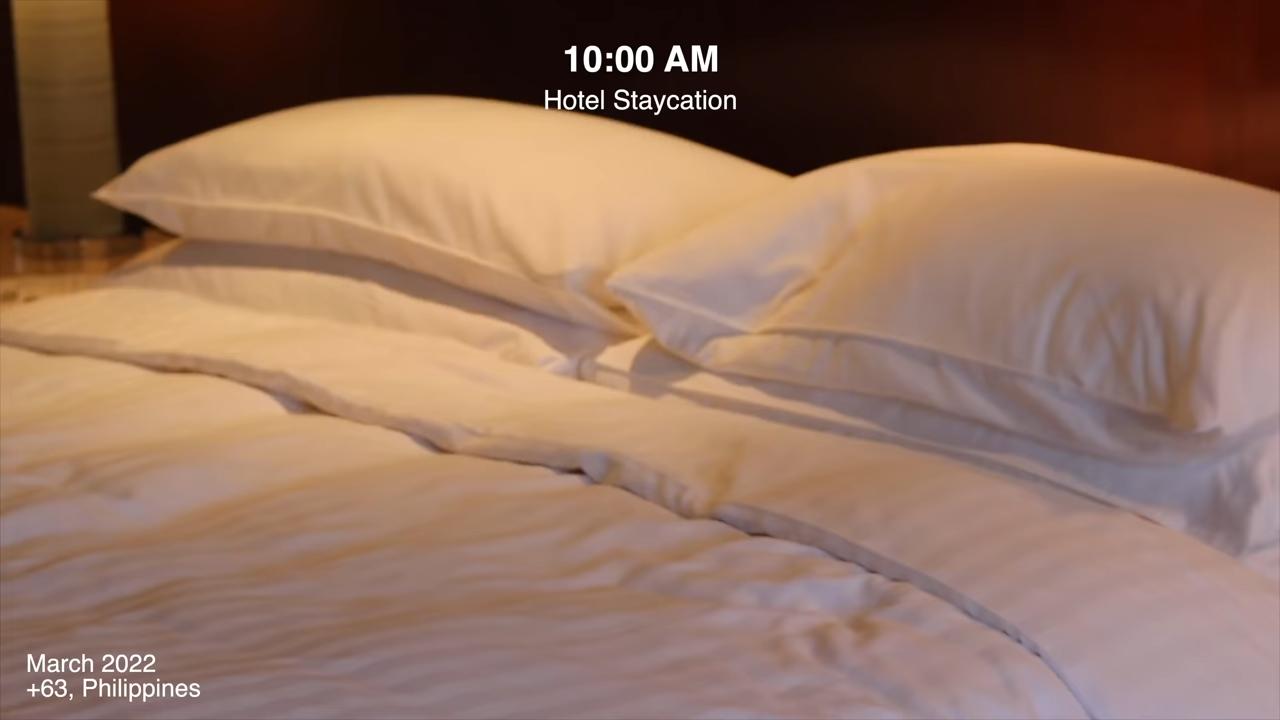 10:00 AM
Hotel Staycation
March 2022
+63, Philippines